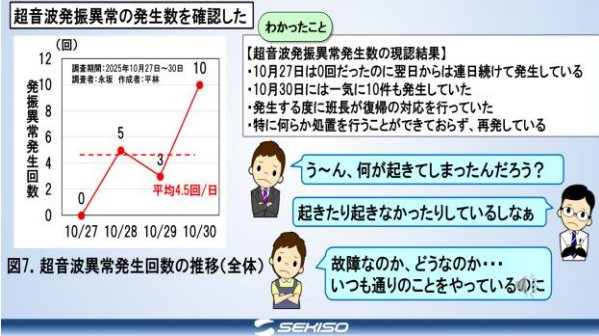 超音波発振異常の発生数を確認した
わかったこと
(回)
調査期間：2025年10月27日～30日
調査者：永坂　作成者：平林
発振異常発生回数
12
10
8
6
4
2
0
0
5
3
10
平均4.5回/日
10/27 10/28 10/29 10/30
図7．超音波異常発生回数の推移(全体)
【超音波発振異常発生数の現認結果】
・10月27日は0回だったのに翌日からは連日続けて発生している
・10月30日には一気に10件も発生していた
・発生する度に班長が復帰の対応を行っていた
・特に何らか処置を行うことができておらず、再発している
う～ん、何が起きてしまったんだろう？
起きたり起きなかったりしているしなぁ
故障なのか、どうなのか・・・
いつも通りのことをやっているのに
SEKISO